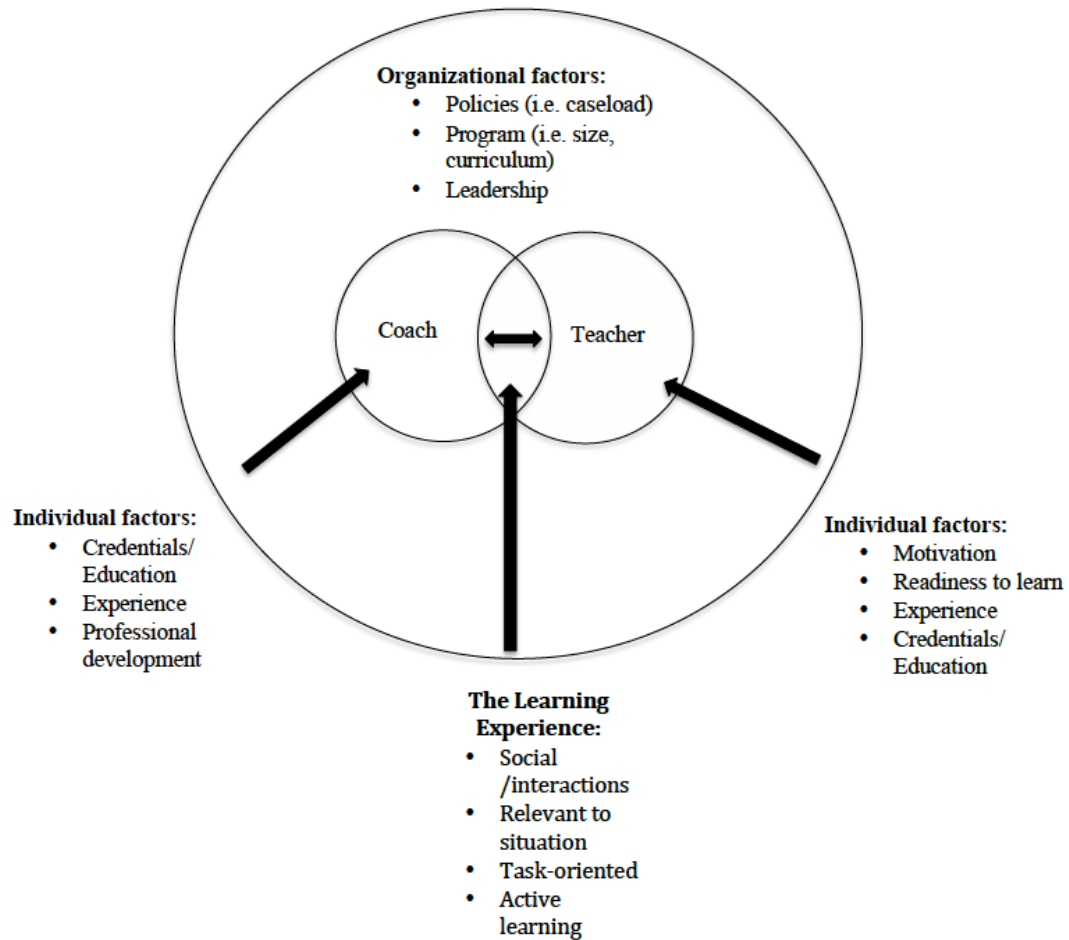 Organizational factors:
• Policies (i.e. caseload)
• Program (i.e. size,
curriculum)
• Leadership
Coach
Teacher
Individual factors:
• Credentials/
Education
• Experience
• Professional
development
Individual factors:
• Motivation
• Readiness to learn
• Experience
• Credentials/
Education
The Learning
Experience:
• Social
/interactions
• Relevant to
situation
• Task-oriented
• Active
learning